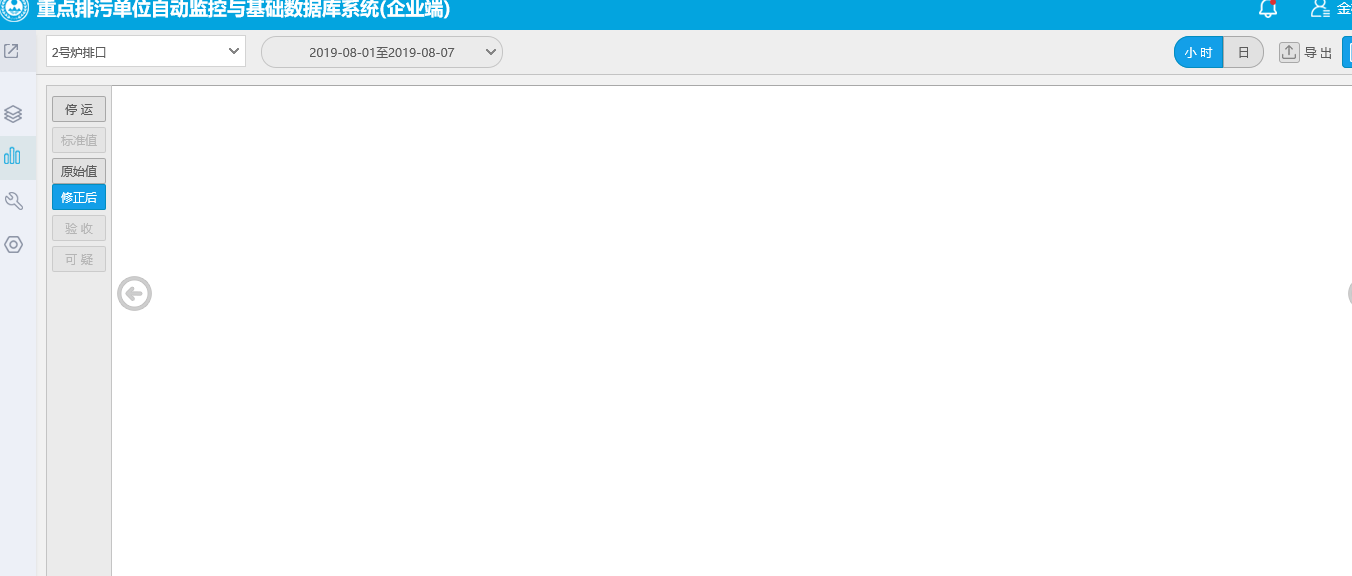 重点排污单位自动监控与基础数据库系统(企业端)
金
2号炉排口
2019-08-01至2019-08-07
小时
日
导出
停运
标准值
原始值
修正后
验收
可疑